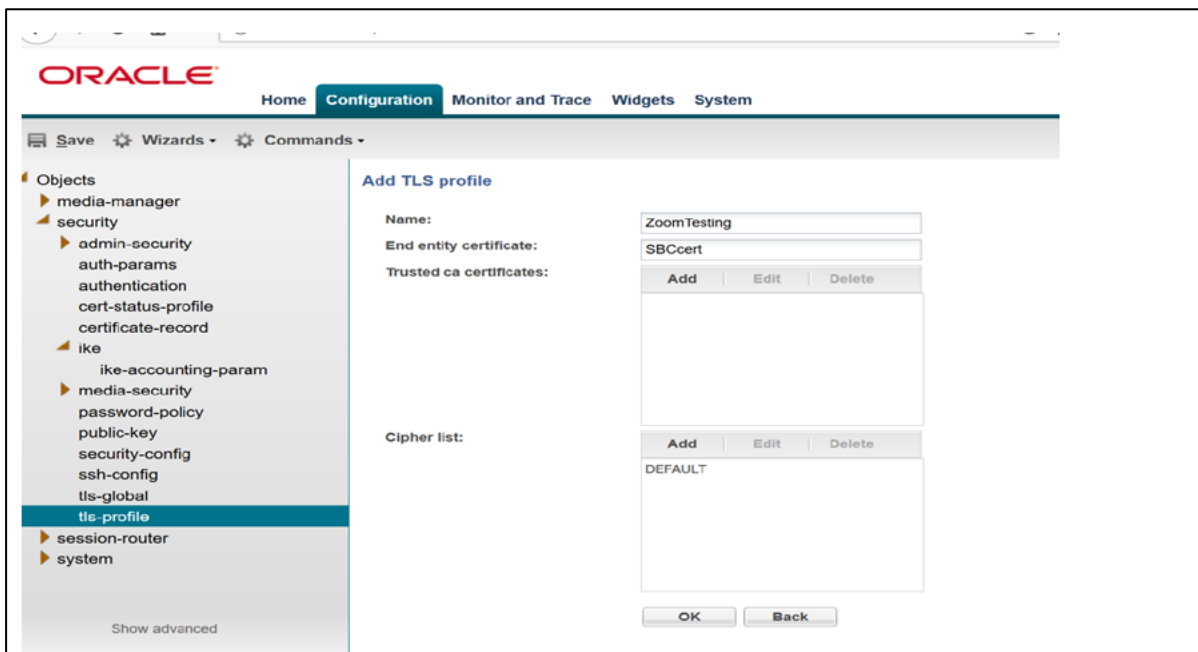 ORACLE
Home Configuration Monitor and Trace Widgets System
Save Wizards Commands
Objects
media-manager
security
admin-security
auth-params
authentication
cert-status-profile
certificate-record
ike
ike-accounting-param
media-security
password-policy
public-key
security-config
ssh-config
tls-global
tls-profile
session-router
system
Show advanced
Add TLS profile
Name: ZoomTesting
End entity certificate: SBCcert
Trusted ca certificates: Add Edit Delete
Cipher list: Add Edit Delete
DEFAULT
OK Back